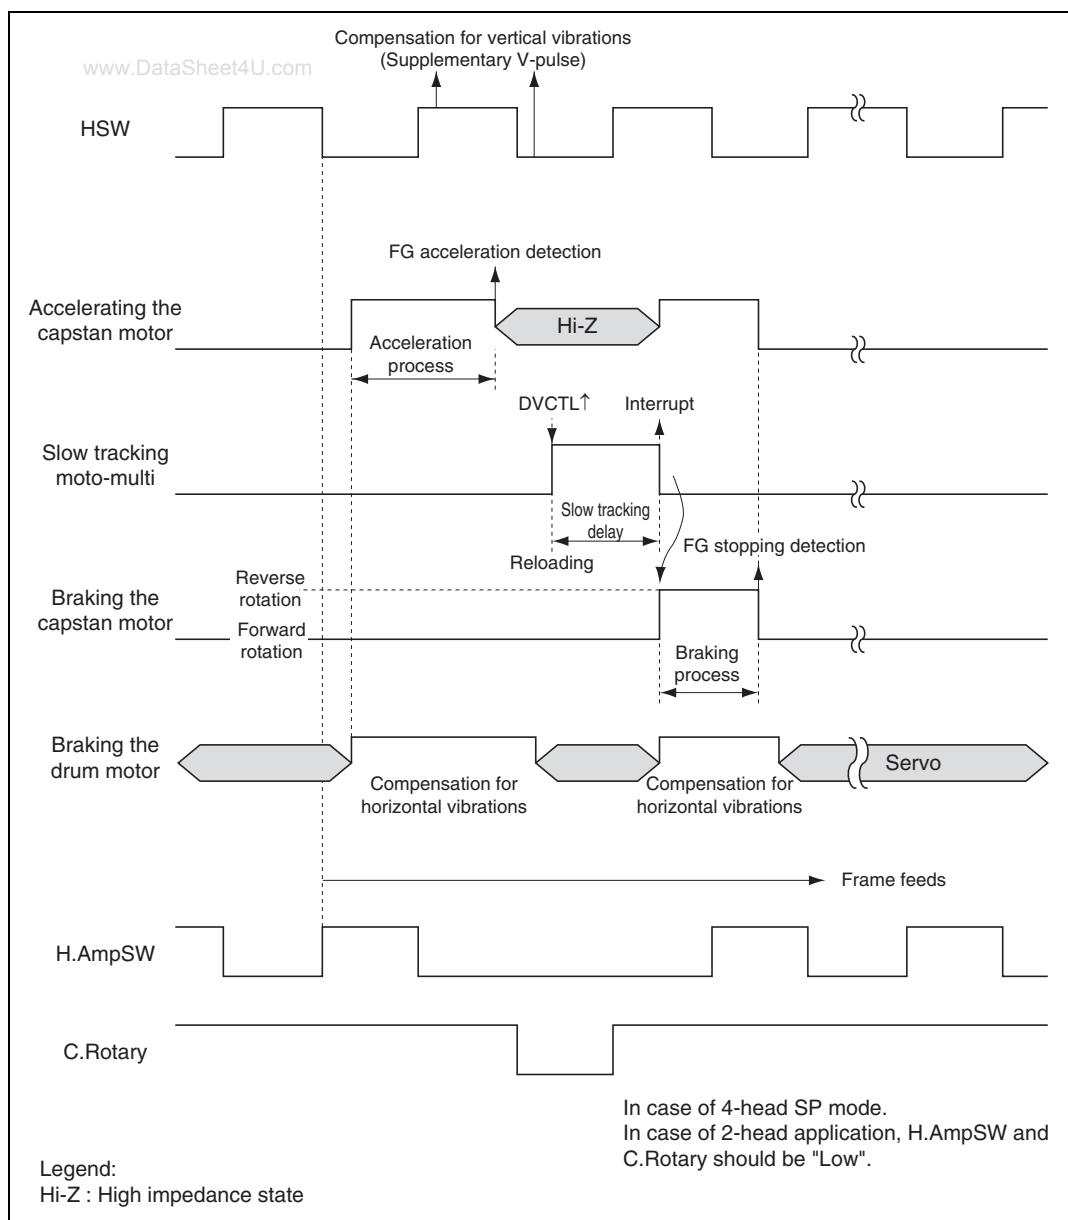 Compensation for vertical vibrations
(Supplementary V-pulse)
www.DataSheet4U.com
HSW
FG acceleration detection
Accelerating the
capstan motor
Hi-Z
Acceleration
process
DVCTL↑
Interrupt
Slow tracking
moto-multi
Slow tracking
delay
FG stopping detection
Reloading
Reverse
rotation
Braking the
capstan motor
Forward
rotation
Braking
process
Braking the
drum motor
Servo
Compensation for
horizontal vibrations
Compensation for
horizontal vibrations
Frame feeds
H.AmpSW
C.Rotary
In case of 4-head SP mode.
In case of 2-head application, H.AmpSW and
C.Rotary should be "Low".
Legend:
Hi-Z : High impedance state